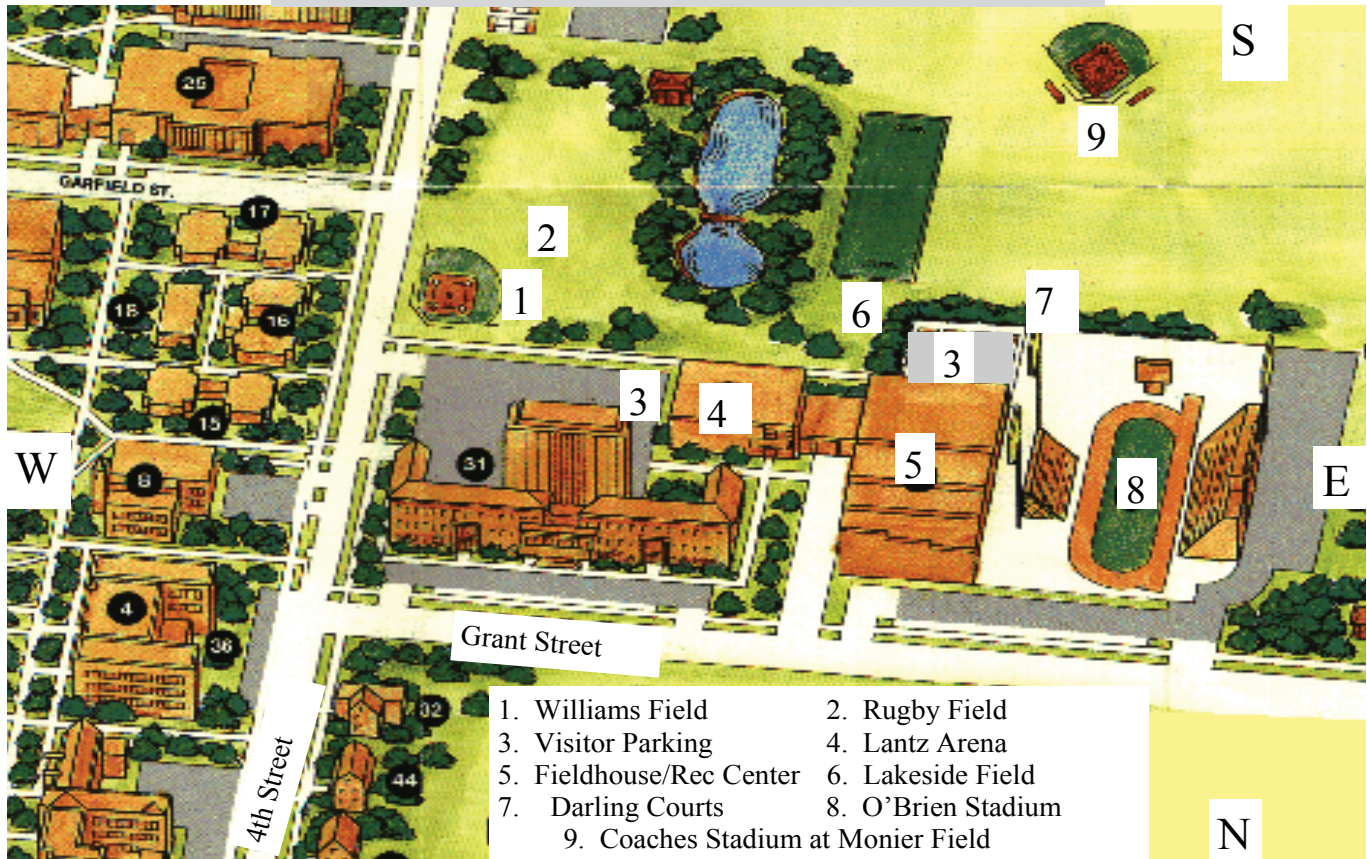 S
25
9
GARFIELD ST.
17
2
1
18
16
6
7
3
3
4
15
W
31
5
E
8
6
4
36
Grant Street
32
44
4th Street
1. Williams Field 2. Rugby Field
3. Visitor Parking 4. Lantz Arena
5. Fieldhouse/Rec Center 6. Lakeside Field
7. Darling Courts 8. O’Brien Stadium
9. Coaches Stadium at Monier Field
N